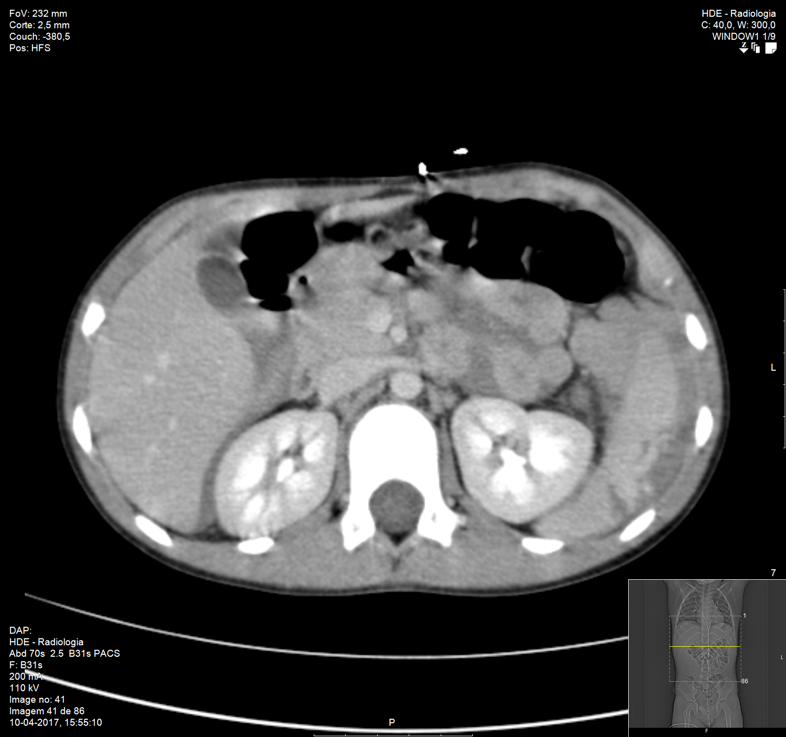 FoV: 232 mm
Corte: 2,5 mm
Couch: -380,5
Pos: HFS
HDE - Radiologia
C: 40,0, W: 300,0
WINDOW1 1/9
L
7
1
L
86
F
DAP:
HDE - Radiologia
Abd 70s 2.5 B31s PACS
F: B31s
200 mA
110 kV
Image no: 41
Imagem 41 de 86
10-04-2017, 15:55:10
P